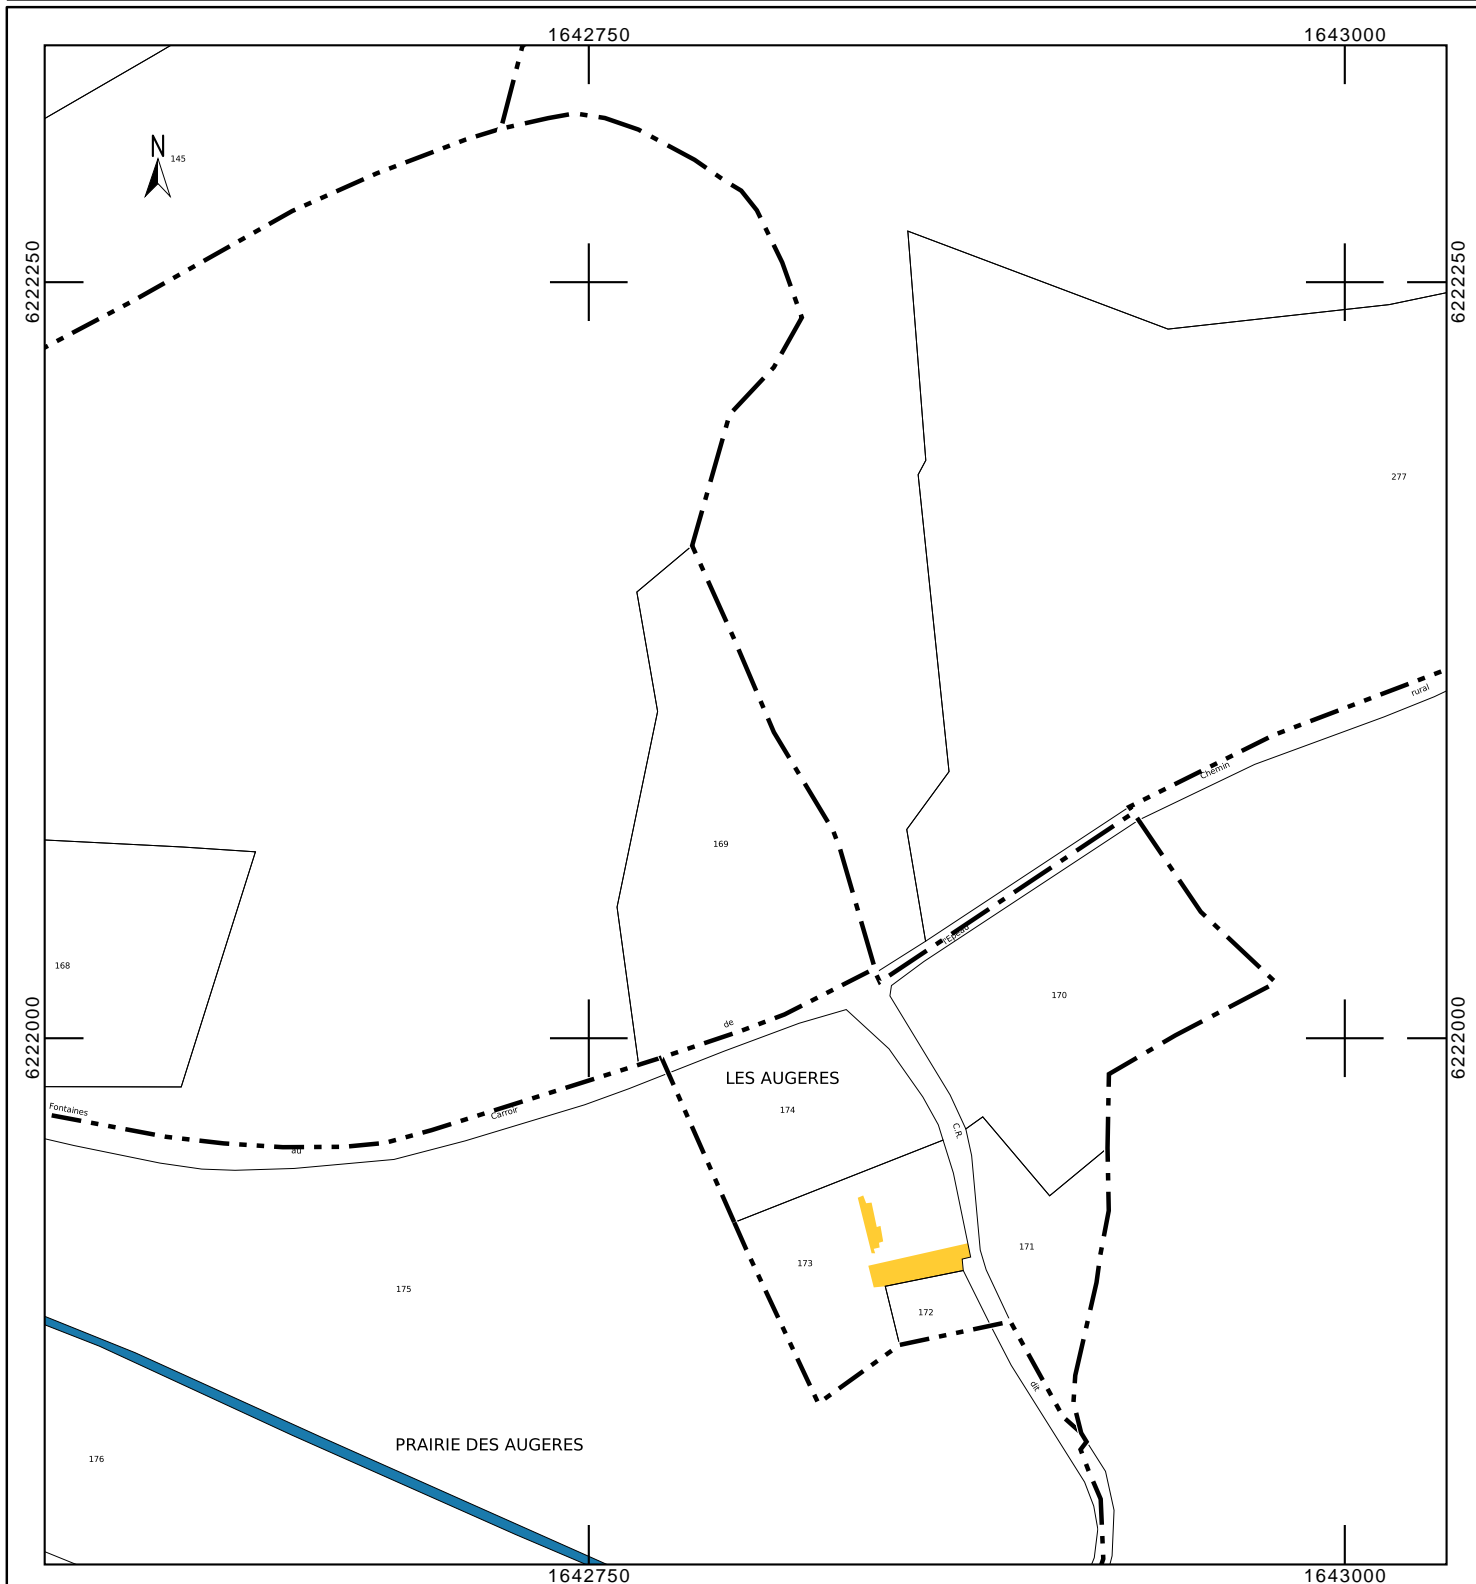 1642750
1643000
N
145
6222250
6222250
277
rural
Chemin
169
l'Epeau
168
170
de
6222000
6222000
LES AUGERES
174
Fontaines
Carroir
au
C.R.
171
173
175
172
dit
PRAIRIE DES AUGERES
176
1642750
1643000